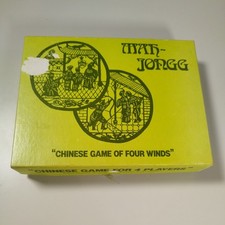 MAH-
JONGG
"CHINESE GAME OF FOUR WINDS"
"CHINESE GAME FOR 4 PLAYERS"